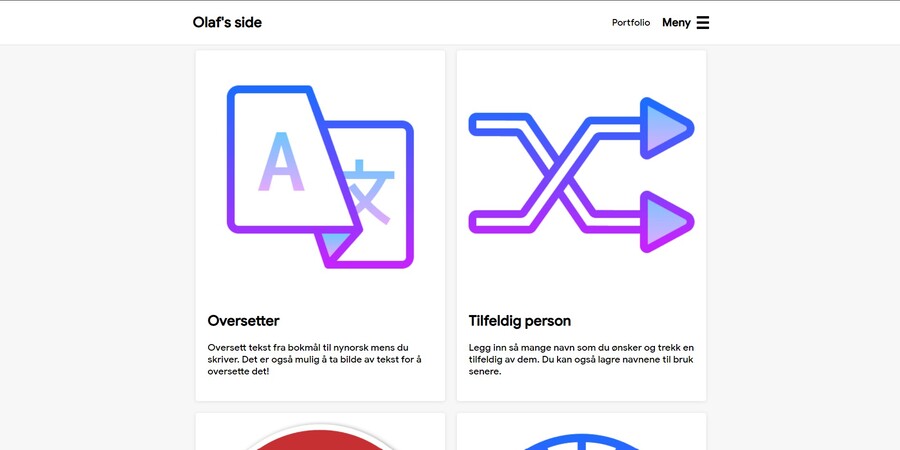 Olaf's side
Portfolio
Meny
A
文
Oversetter
Oversett tekst fra bokmål til nynorsk mens du
skriver. Det er også mulig å ta bilde av tekst for å
oversette det!
Tilfeldig person
Legg inn så mange navn som du ønsker og trekk en
tilfeldig av dem. Du kan også lagre navnene til bruk
senere.